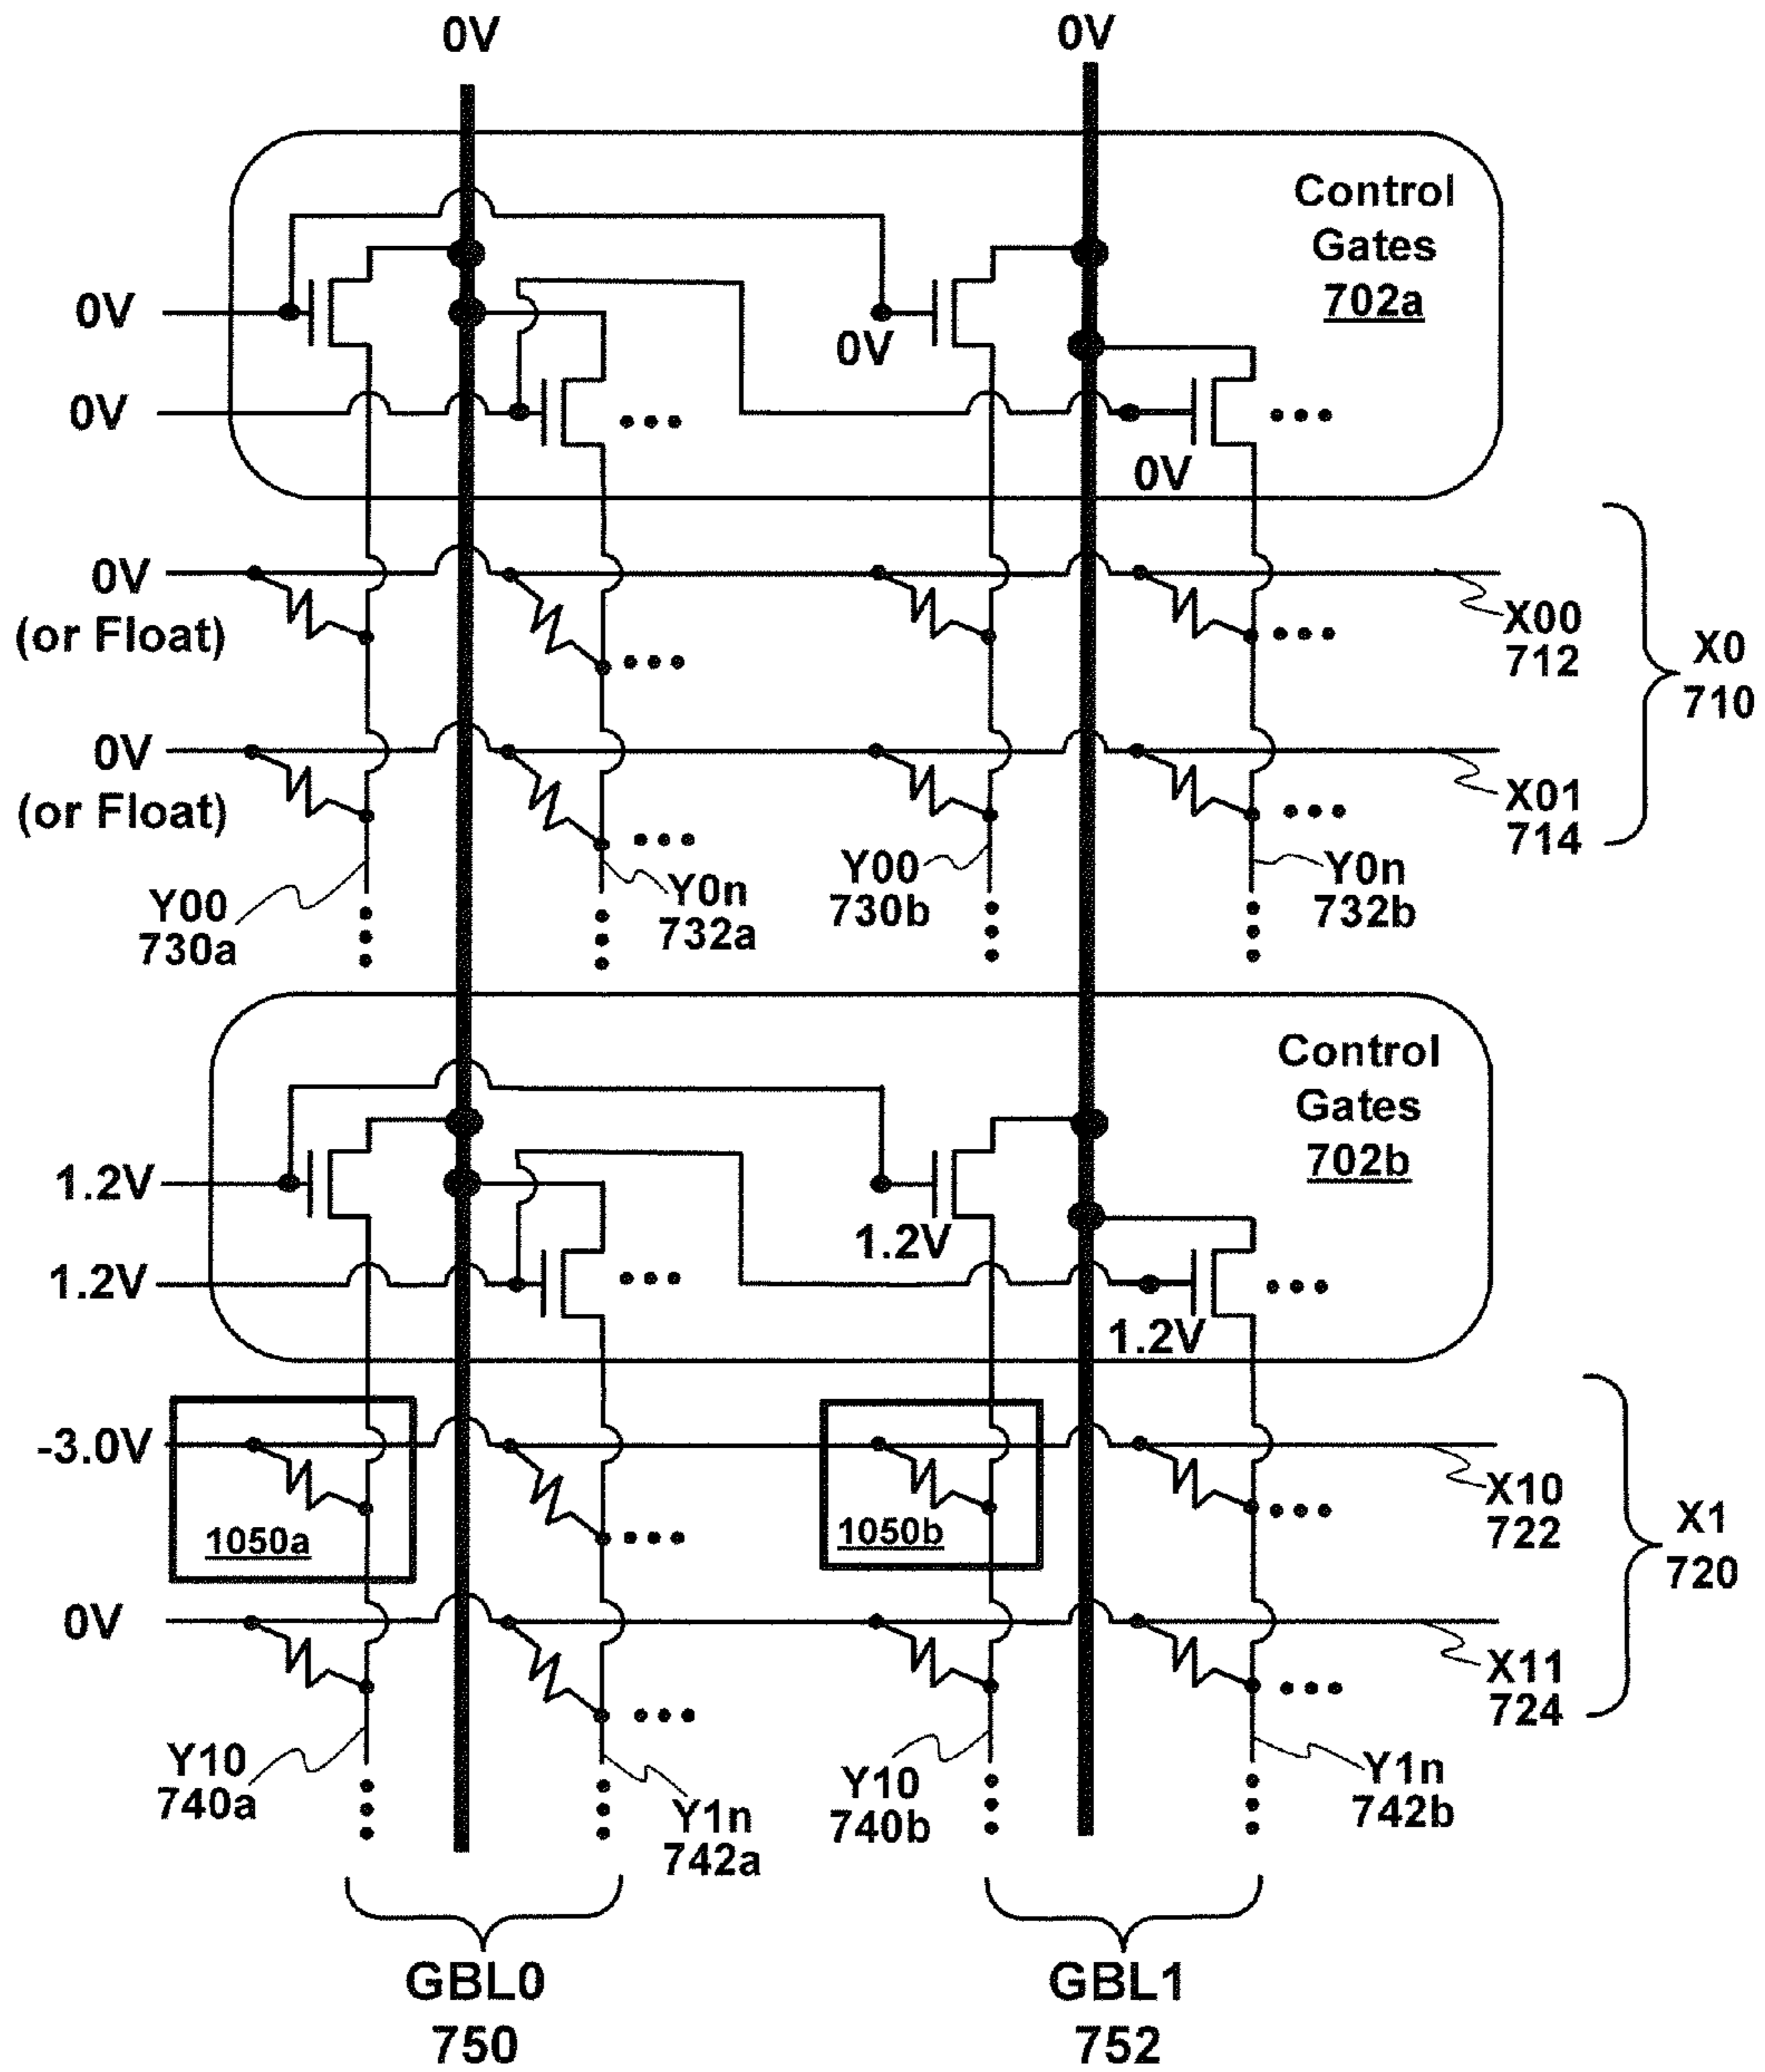 0V
0V
Control
Gates
702a
0V
0V
0V
0V
0V
(or Float)
X00
712
X0
710
0V
(or Float)
X01
714
Y00
730a
Y0n
732a
Y00
730b
Y0n
732b
Control
Gates
702b
1.2V
1.2V
1.2V
1.2V
-3.0V
1050a
1050b
X10
722
X1
720
0V
X11
724
Y10
740a
Y1n
742a
Y10
740b
Y1n
742b
GBL0
750
GBL1
752